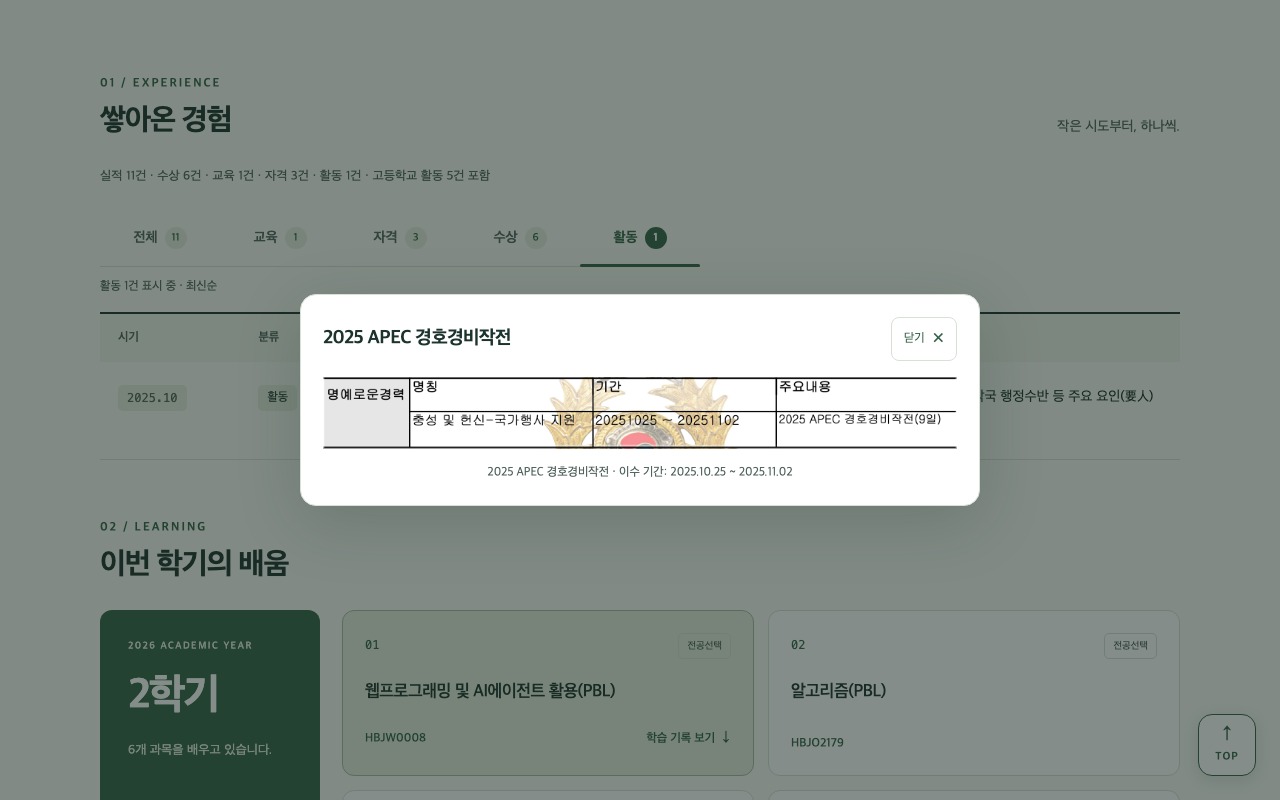 01 / EXPERIENCE
쌓아온 경험
작은 시도부터, 하나씩.
실적 11건 · 수상 6건 · 교육 1건 · 자격 3건 · 활동 1건 · 고등학교 활동 5건 포함
전체 11 교육 1 자격 3 수상 6 활동 1
활동 1건 표시 중 · 최신순
시기 분류
2025.10 활동 행정수반 등 주요 요인(要人)
2025 APEC 경호경비작전
닫기 ✕
명예로운경력 명칭 기간 주요내용
충성 및 헌신-국가행사 지원 20251025 ~ 20251102 2025 APEC 경호경비작전(9일)
2025 APEC 경호경비작전 · 이수 기간: 2025.10.25 ~ 2025.11.02
02 / LEARNING
이번 학기의 배움
2026 ACADEMIC YEAR
2학기
6개 과목을 배우고 있습니다.
01 전공선택
웹프로그래밍 및 AI에이전트 활용(PBL)
HBJW0008 학습 기록 보기 ↓
02 전공선택
알고리즘(PBL)
HBJO2179
↑
TOP